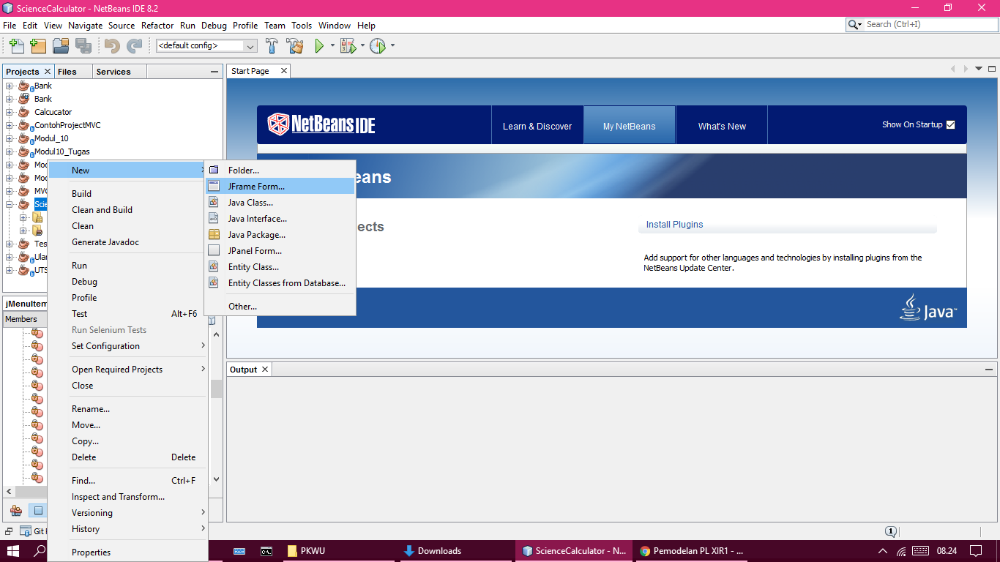 ScienceCalculator - NetBeans IDE 8.2
File Edit View Navigate Source Refactor Run Debug Profile Team Tools Window Help
Search (Ctrl+I)
<default config>
Projects Files Services
Start Page
Bank
Bank
Calcucator
ContohProjectMVC
Modul_10
Modul10_Tugas
Mod
Mod
MVC
Scie
Tes
Ular
UTS
New
Build
Clean and Build
Clean
Generate Javadoc
Run
Debug
Profile
Test Alt+F6
Run Selenium Tests
Set Configuration
Open Required Projects
Close
Rename...
Move...
Copy...
Delete Delete
Find... Ctrl+F
Inspect and Transform...
Versioning
History
Properties
Folder...
JFrame Form...
Java Class...
Java Interface...
Java Package...
JPanel Form...
Entity Class...
Entity Classes from Database...
Other...
NetBeans IDE
Learn & Discover
My NetBeans
What's New
Show On Startup
eans
ects
Install Plugins
Add support for other languages and technologies by installing plugins from the
NetBeans Update Center.
Java
jMenuItem
Members
Output
Git
1
PKWU
Downloads
ScienceCalculator - N...
Pemodelan PL XIR1 - ...
08.24